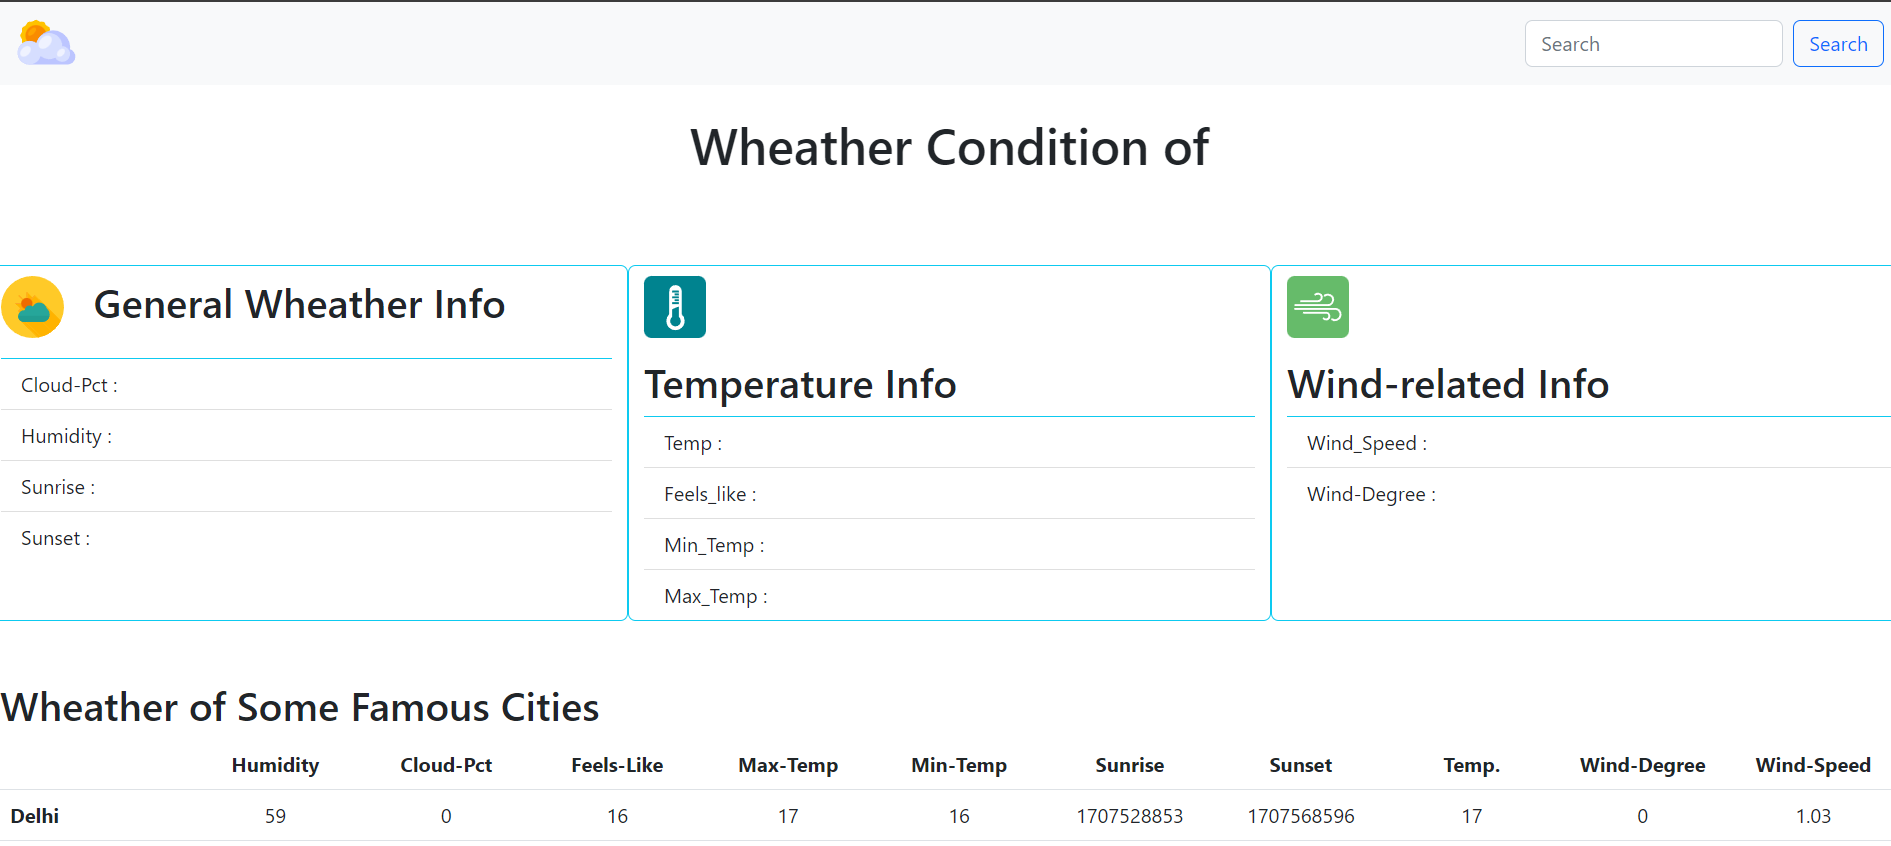 Search Search
Wheather Condition of
General Wheather Info
Cloud-Pct :
Humidity :
Sunrise :
Sunset :
Temperature Info
Temp :
Feels_like :
Min_Temp :
Max_Temp :
Wind-related Info
Wind_Speed :
Wind-Degree :
Wheather of Some Famous Cities
Humidity Cloud-Pct Feels-Like Max-Temp Min-Temp Sunrise Sunset Temp. Wind-Degree Wind-Speed
Delhi 59 0 16 17 16 1707528853 1707568596 17 0 1.03